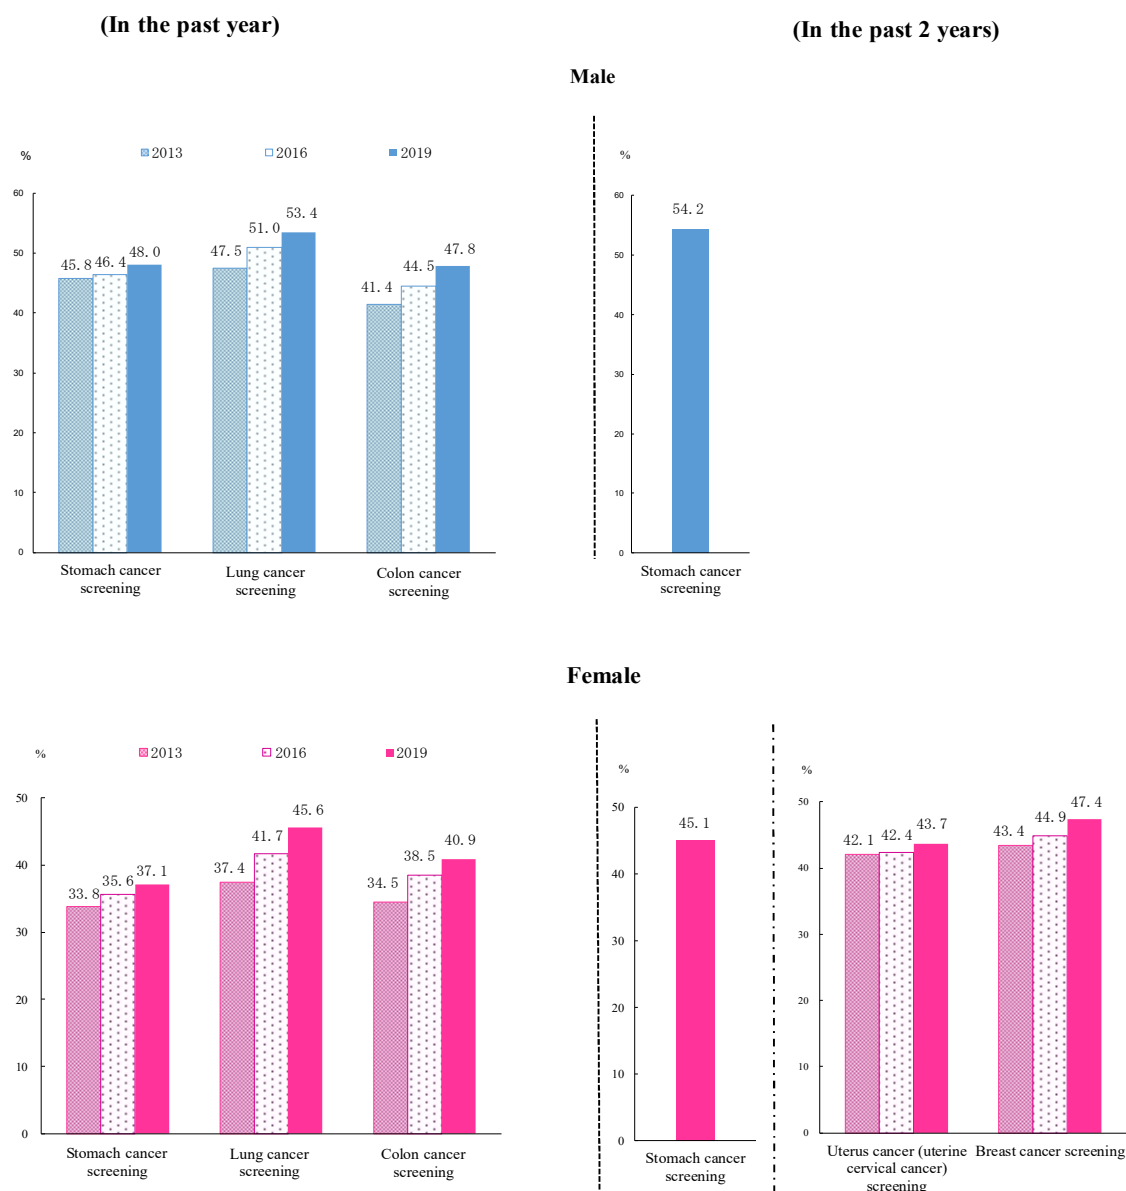 (In the past year)
(In the past 2 years)
Male
%
2013
2016
2019
60
50
40
30
20
10
0
45.8
46.4
48.0
47.5
51.0
53.4
41.4
44.5
47.8
Stomach cancer
screening
Lung cancer
screening
Colon cancer
screening
%
60
50
40
30
20
10
0
54.2
Stomach cancer
screening
Female
%
2013
2016
2019
50
40
30
20
10
0
33.8
35.6
37.1
37.4
41.7
45.6
34.5
38.5
40.9
Stomach cancer
screening
Lung cancer
screening
Colon cancer
screening
%
50
40
30
20
10
0
45.1
Stomach cancer
screening
%
50
40
30
20
10
0
42.1
42.4
43.7
43.4
44.9
47.4
Uterus cancer (uterine
cervical cancer)
screening
Breast cancer screening